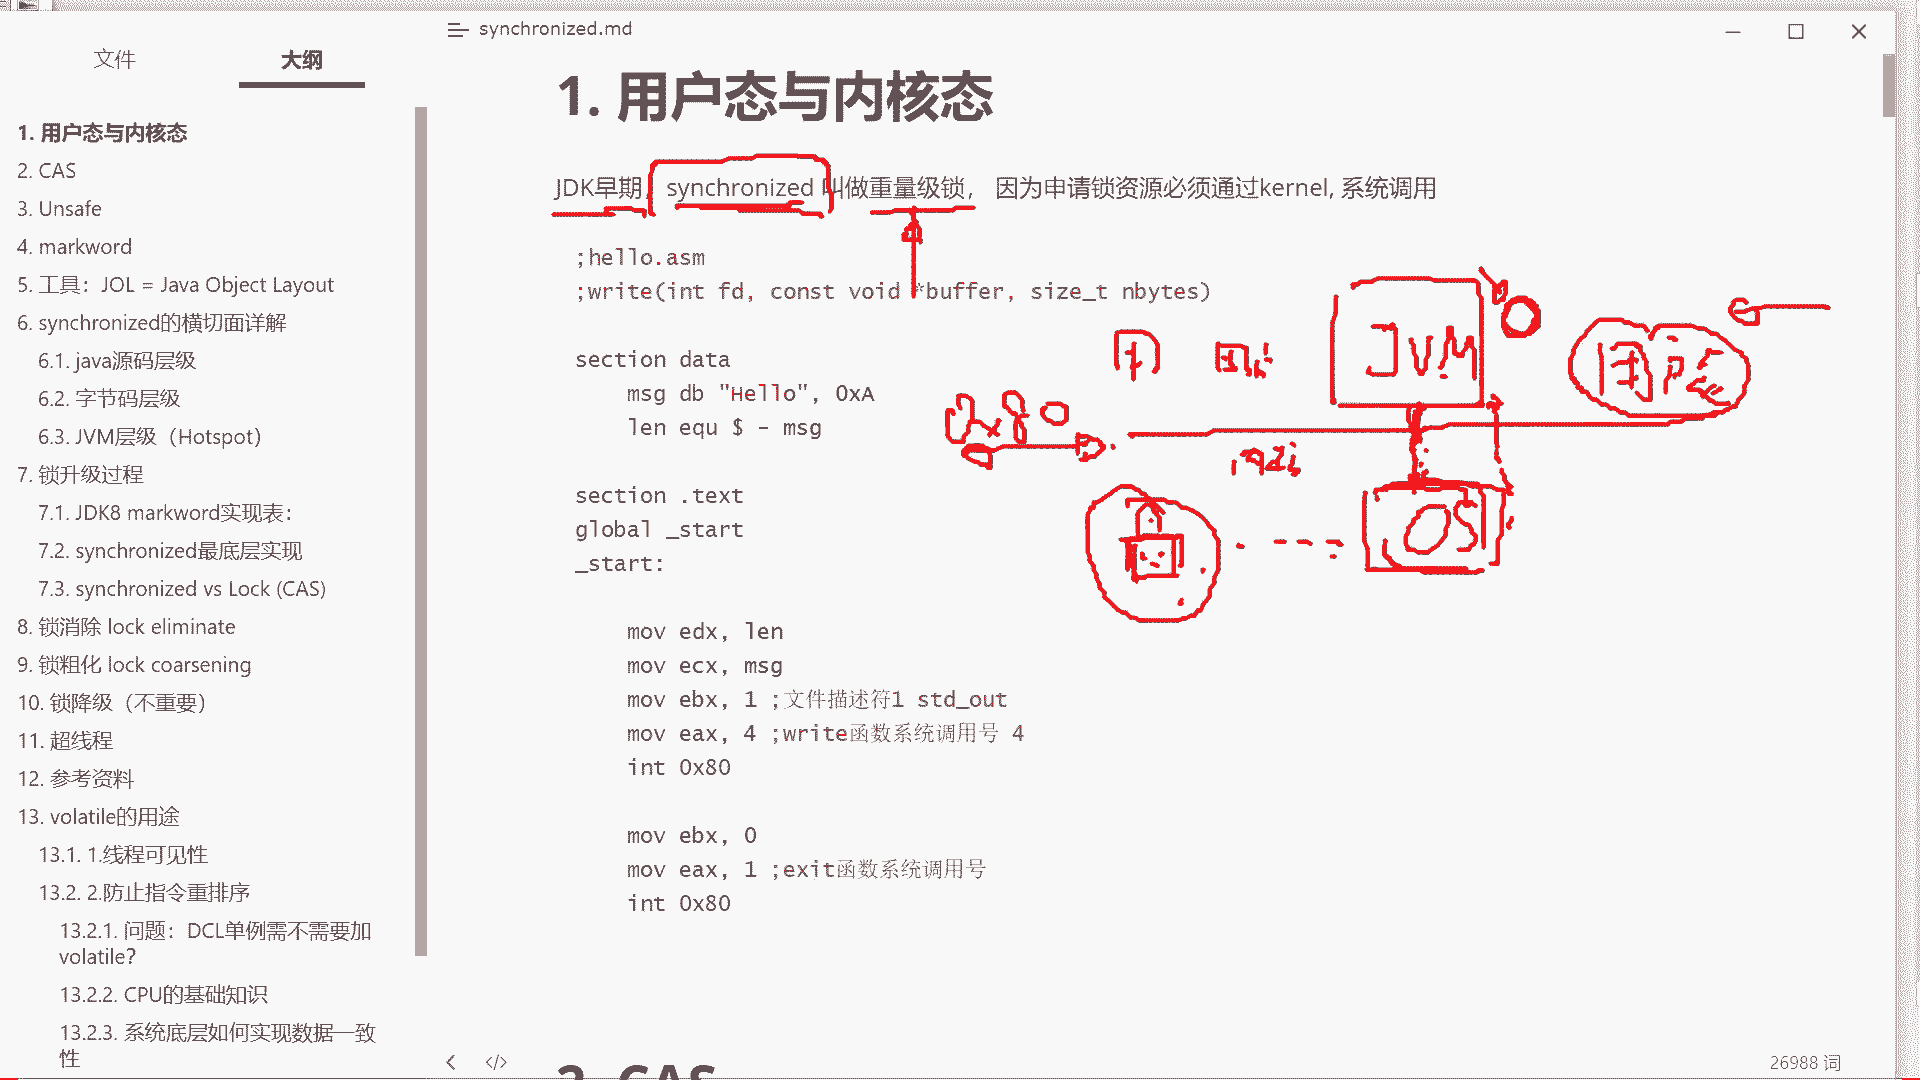 synchronized.md
文件
大纲
1. 用户态与内核态
2. CAS
3. Unsafe
4. markword
5. 工具：JOL = Java Object Layout
6. synchronized的横切面详解
6.1. java源码层级
6.2. 字节码层级
6.3. JVM层级（Hotspot）
7. 锁升级过程
7.1. JDK8 markword实现表：
7.2. synchronized最底层实现
7.3. synchronized vs Lock (CAS)
8. 锁消除 lock eliminate
9. 锁粗化 lock coarsening
10. 锁降级（不重要）
11. 超线程
12. 参考资料
13. volatile的用途
13.1. 1.线程可见性
13.2. 2.防止指令重排序
13.2.1. 问题：DCL单例需不需要加
volatile?
13.2.2. CPU的基础知识
13.2.3. 系统底层如何实现数据一致
性
1. 用户态与内核态
JDK早期，synchronized 叫做重量级锁， 因为申请锁资源必须通过kernel, 系统调用
;hello.asm
;write(int fd, const void *buffer, size_t nbytes)
section data
msg db "Hello", 0xA
len equ $ - msg
section .text
global _start
_start:
mov edx, len
mov ecx, msg
mov ebx, 1 ;文件描述符1 std_out
mov eax, 4 ;write函数系统调用号 4
int 0x80
mov ebx, 0
mov eax, 1 ;exit函数系统调用号
int 0x80
JVM
用户态
0x80
OS
2. CAS
26988 词